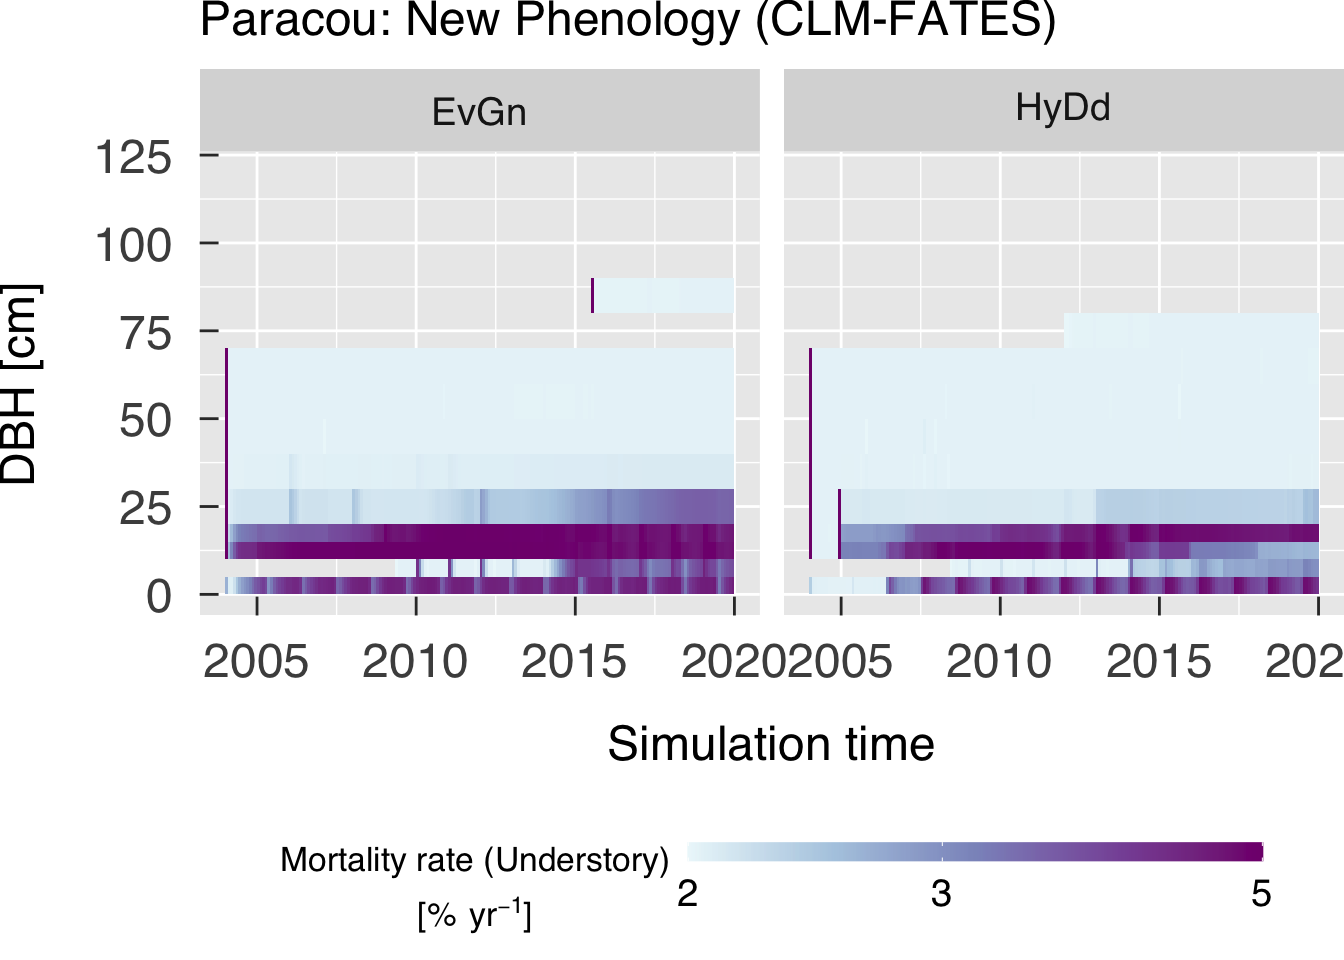 Paracou: New Phenology (CLM-FATES)
EvGn
HyDd
125
100
75
50
25
0
DBH [cm]
2005 2010 2015 2020
2005 2010 2015 202
Simulation time
Mortality rate (Understory)
[% yr⁻¹]
2 3 5